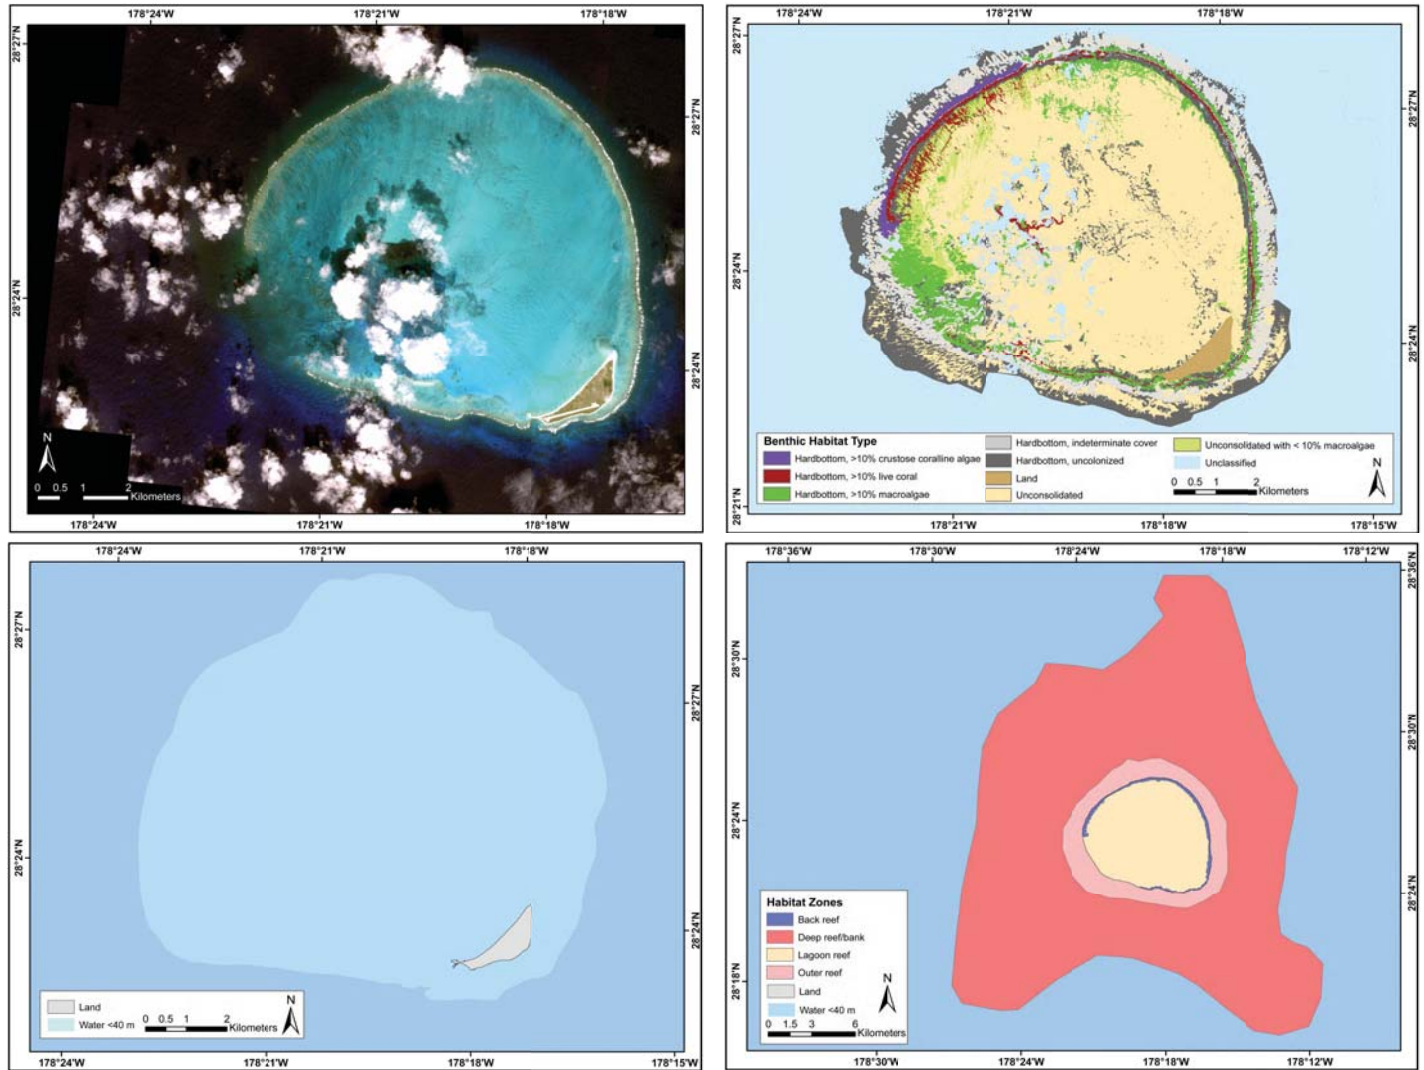 178°24'W 178°21'W 178°18'W
28°27'N
28°27'N
28°24'N
28°24'N
N
0 0.5 1 2
Kilometers
178°24'W 178°21'W 178°18'W
178°24'W 178°21'W 178°18'W
28°27'N
28°27'N
28°24'N
28°24'N
28°21'N
Benthic Habitat Type
Hardbottom, >10% crustose coralline algae
Hardbottom, >10% live coral
Hardbottom, >10% macroalgae
Hardbottom, indeterminate cover
Hardbottom, uncolonized
Land
Unconsolidated
Unconsolidated with < 10% macroalgae
Unclassified
0 0.5 1 2
Kilometers
N
178°21'W 178°18'W 178°15'W
178°24'W 178°21'W 178°18'W
28°27'N
28°27'N
28°24'N
28°24'N
Land
Water <40 m
0 0.5 1 2
Kilometers
N
178°24'W 178°21'W 178°18'W 178°15'W
178°36'W 178°30'W 178°24'W 178°18'W 178°12'W
28°36'N
28°30'N
28°30'N
28°24'N
28°24'N
28°18'N
Habitat Zones
Back reef
Deep reef/bank
Lagoon reef
Outer reef
Land
Water <40 m
N
0 1.5 3 6
Kilometers
178°30'W 178°24'W 178°18'W 178°12'W